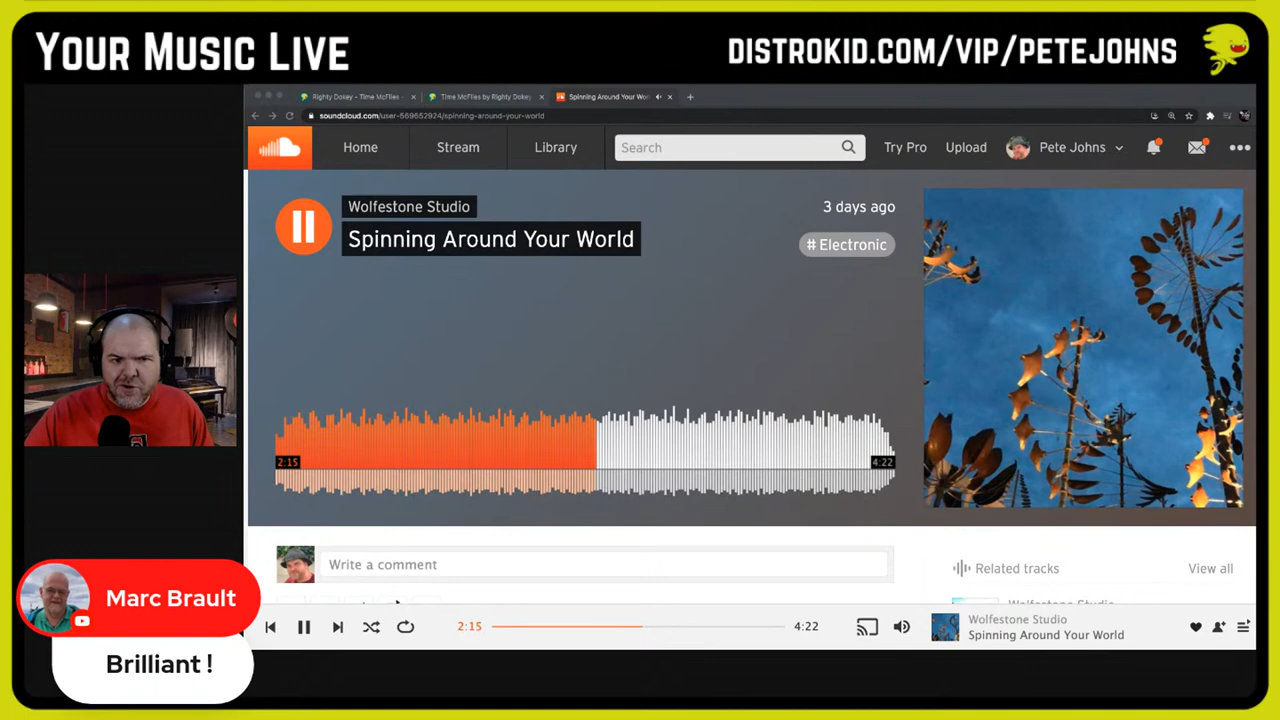 YOUR MUSIC LIVE
DISTROKID.COM/VIP/PETEJOHNS
Righty Dokey - Time McFlies -
Time McFlies by Righty Dokey
Spinning Around Your Wor
soundcloud.com/user-569652924/spinning-around-your-world
Home
Stream
Library
Search
Try Pro
Upload
Pete Johns
Wolfestone Studio
3 days ago
Spinning Around Your World
# Electronic
2:15
4:22
Write a comment
Related tracks
View all
Wolfestone Studio
Marc Brault
2:15
4:22
Wolfestone Studio
Spinning Around Your World
Brilliant !